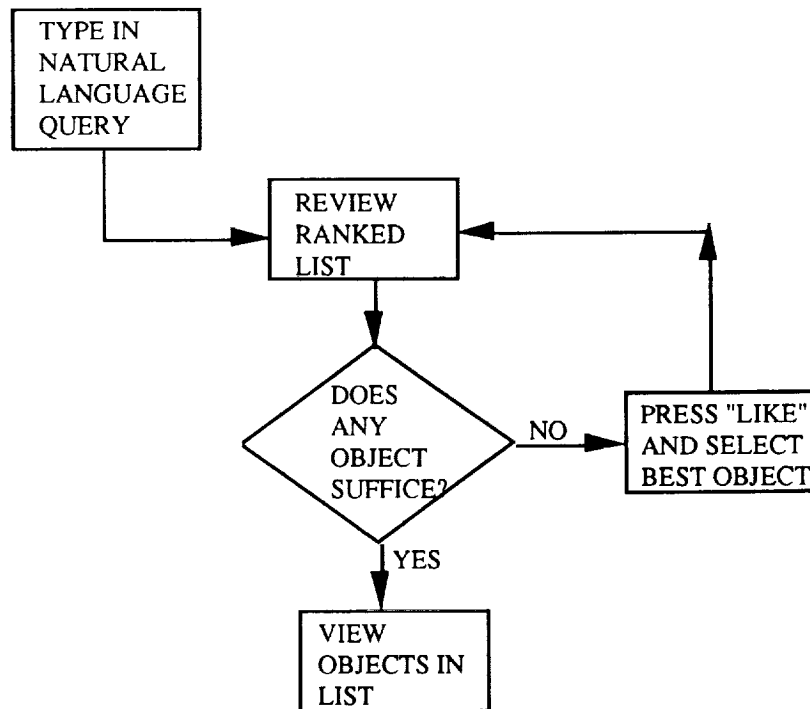 TYPE IN
NATURAL
LANGUAGE
QUERY
REVIEW
RANKED
LIST
DOES
ANY
OBJECT
SUFFICE?
NO
PRESS "LIKE"
AND SELECT
BEST OBJECT
YES
VIEW
OBJECTS IN
LIST